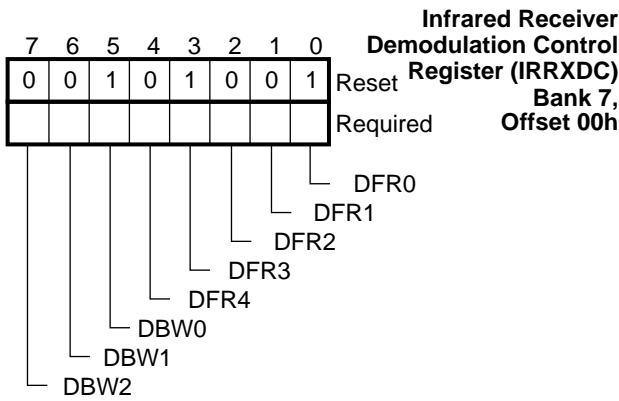 Infrared Receiver
Demodulation Control
Register (IRRXDC)
Bank 7,
Offset 00h
7 6 5 4 3 2 1 0
0 0 1 0 1 0 0 1 Reset
Required
DFR0
DFR1
DFR2
DFR3
DFR4
DBW0
DBW1
DBW2